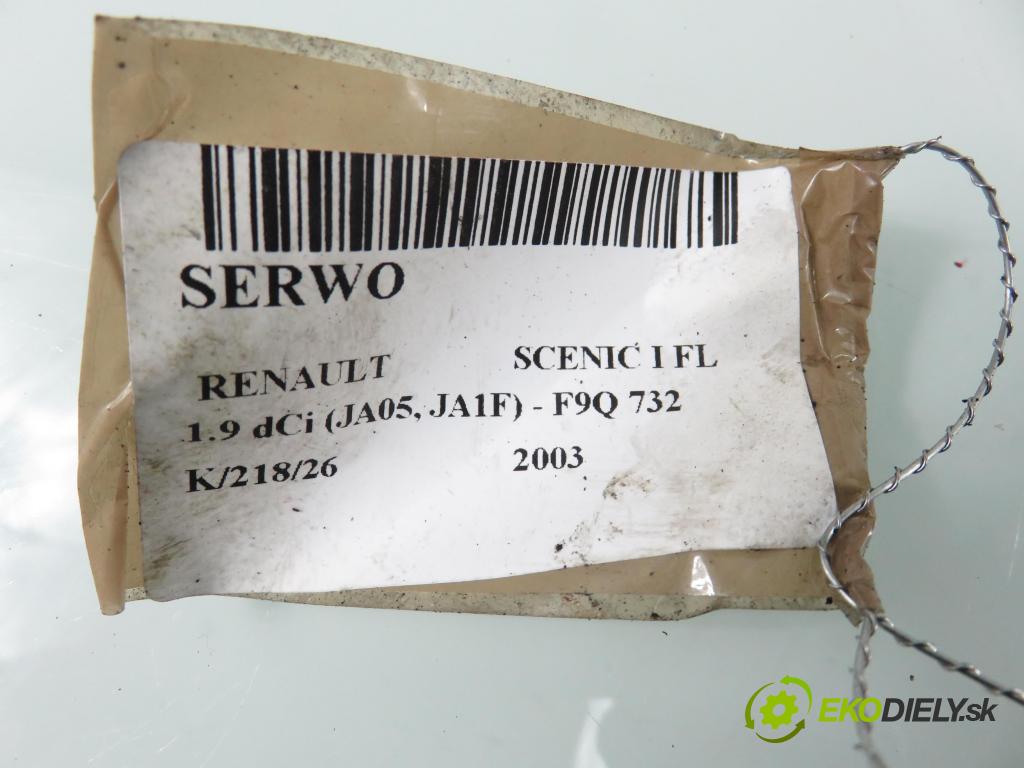 SERWO
RENAULT SCENIC I FL
1.9 dCi (JA05, JA1F) - F9Q 732
K/218/26 2003
EKODIELY.sk